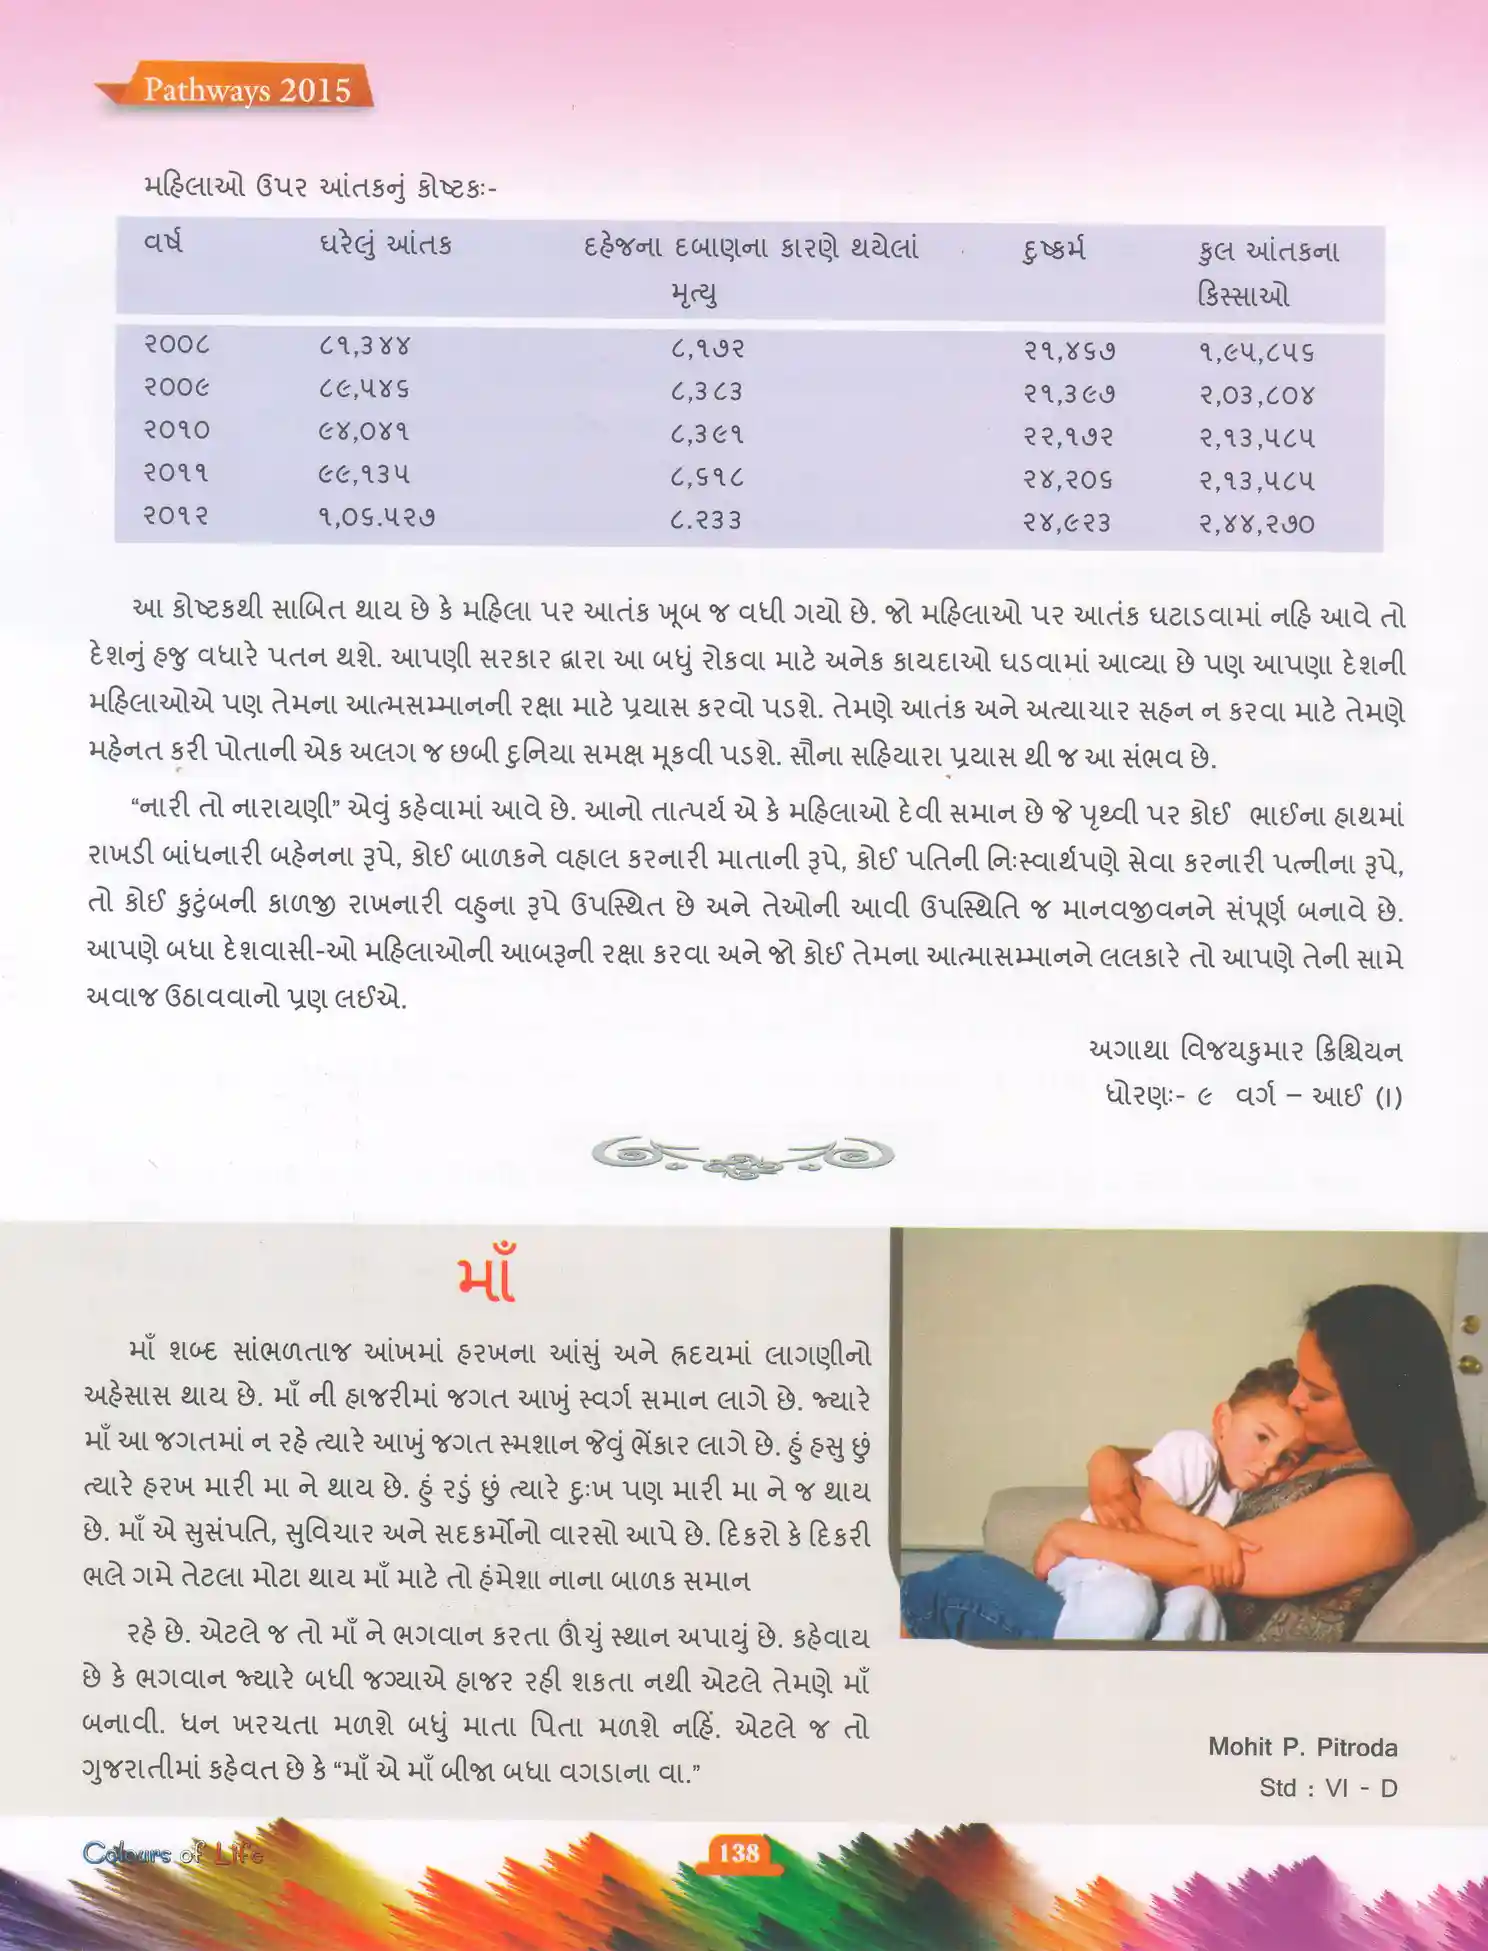 Pathways 2015
મહિલાઓ ઉપર આંતકનું કોષ્ટકઃ-
વર્ષ ઘરેલું આંતક દહેજના દબાણના કારણે થયેલાં દુષ્કર્મ કુલ આંતકના
મૃત્યુ કિસ્સાઓ
૨૦૦૮ ૮૧,૩૪૪ ૮,૧૭૨ ૨૧,૪૬૭ ૧,૯૫,૮૫૬
૨૦૦૯ ૮૯,૫૪૬ ૮,૩૮૩ ૨૧,૩૯૭ ૨,૦૩,૮૦૪
૨૦૧૦ ૯૪,૦૪૧ ૮,૩૯૧ ૨૨,૧૭૨ ૨,૧૩,૫૮૫
૨૦૧૧ ૯૯,૧૩૫ ૮,૬૧૮ ૨૪,૨૦૬ ૨,૧૩,૫૮૫
૨૦૧૨ ૧,૦૬.૫૨૭ ૮.૨૩૩ ૨૪,૯૨૩ ૨,૪૪,૨૭૦
આ કોષ્ટકથી સાબિત થાય છે કે મહિલા પર આતંક ખૂબ જ વધી ગયો છે. જો મહિલાઓ પર આતંક ઘટાડવામાં નહિ આવે તો
દેશનું હજુ વધારે પતન થશે. આપણી સરકાર દ્વારા આ બધું રોકવા માટે અનેક કાયદાઓ ઘડવામાં આવ્યા છે પણ આપણા દેશની
મહિલાઓએ પણ તેમના આત્મસમ્માનની રક્ષા માટે પ્રયાસ કરવો પડશે. તેમણે આતંક અને અત્યાચાર સહન ન કરવા માટે તેમણે
મહેનત કરી પોતાની એક અલગ જ છબી દુનિયા સમક્ષ મૂકવી પડશે. સૌના સહિયારા પ્રયાસ થી જ આ સંભવ છે.
“નારી તો નારાયણી” એવું કહેવામાં આવે છે. આનો તાત્પર્ય એ કે મહિલાઓ દેવી સમાન છે જે પૃથ્વી પર કોઈ ભાઈના હાથમાં
રાખડી બાંધનારી બહેનના રૂપે, કોઈ બાળકને વહાલ કરનારી માતાની રૂપે, કોઈ પતિની નિઃસ્વાર્થપણે સેવા કરનારી પત્નીના રૂપે,
તો કોઈ કુટુંબની કાળજી રાખનારી વહુના રૂપે ઉપસ્થિત છે અને તેઓની આવી ઉપસ્થિતિ જ માનવજીવનને સંપૂર્ણ બનાવે છે.
આપણે બધા દેશવાસી-ઓ મહિલાઓની આબરૂની રક્ષા કરવા અને જો કોઈ તેમના આત્માસમ્માનને લલકારે તો આપણે તેની સામે
અવાજ ઉઠાવવાનો પ્રણ લઈએ.
અગાથા વિજયકુમાર ક્રિશ્ચિયન
ધોરણઃ- ૯ વર્ગ – આઈ (I)
માઁ
માઁ શબ્દ સાંભળતાજ આંખમાં હરખના આંસું અને હ્રદયમાં લાગણીનો
અહેસાસ થાય છે. માઁ ની હાજરીમાં જગત આખું સ્વર્ગ સમાન લાગે છે. જ્યારે
માઁ આ જગતમાં ન રહે ત્યારે આખું જગત સ્મશાન જેવું ભેંકાર લાગે છે. હું હસુ છું
ત્યારે હરખ મારી મા ને થાય છે. હું રડું છું ત્યારે દુઃખ પણ મારી મા ને જ થાય
છે. માઁ એ સુસંપતિ, સુવિચાર અને સદકર્મોનો વારસો આપે છે. દિકરો કે દિકરી
ભલે ગમે તેટલા મોટા થાય માઁ માટે તો હંમેશા નાના બાળક સમાન
રહે છે. એટલે જ તો માઁ ને ભગવાન કરતા ઊંચું સ્થાન અપાયું છે. કહેવાય
છે કે ભગવાન જ્યારે બધી જગ્યાએ હાજર રહી શકતા નથી એટલે તેમણે માઁ
બનાવી. ધન ખરચતા મળશે બધું માતા પિતા મળશે નહિં. એટલે જ તો
ગુજરાતીમાં કહેવત છે કે “માઁ એ માઁ બીજા બધા વગડાના વા.”
Mohit P. Pitroda
Std : VI - D
Colours of Life
138